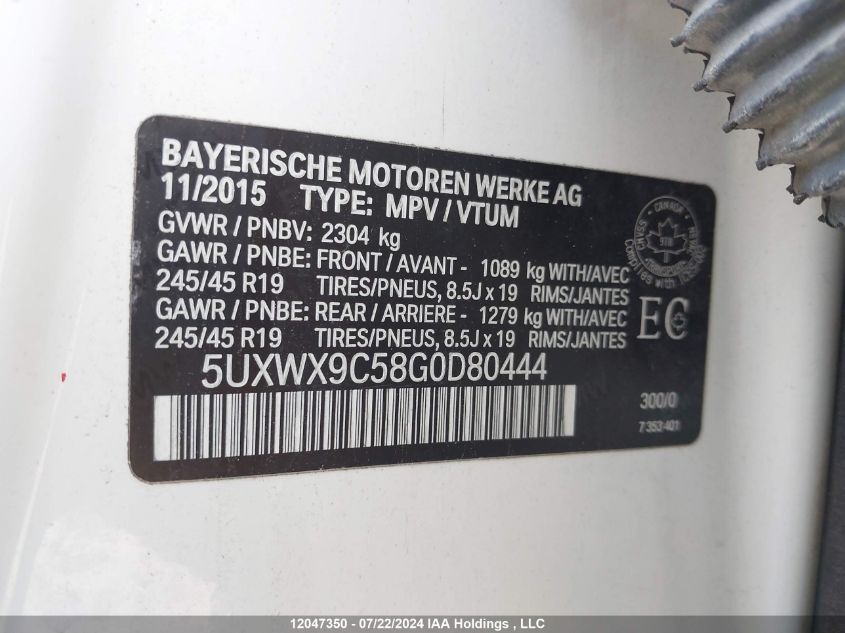 BAYERISCHE MOTOREN WERKE AG
11/2015 TYPE: MPV / VTUM
GVWR / PNBV: 2304 kg
GAWR / PNBE: FRONT / AVANT - 1089 kg WITH/AVEC
245/45 R19 TIRES/PNEUS, 8.5J x 19 RIMS/JANTES
GAWR / PNBE: REAR / ARRIERE - 1279 kg WITH/AVEC
245/45 R19 TIRES/PNEUS, 8.5J x 19 RIMS/JANTES
5UXWX9C58G0D80444
CANADA
EC
300/0
7 353 401
12047350 - 07/22/2024 IAA Holdings , LLC